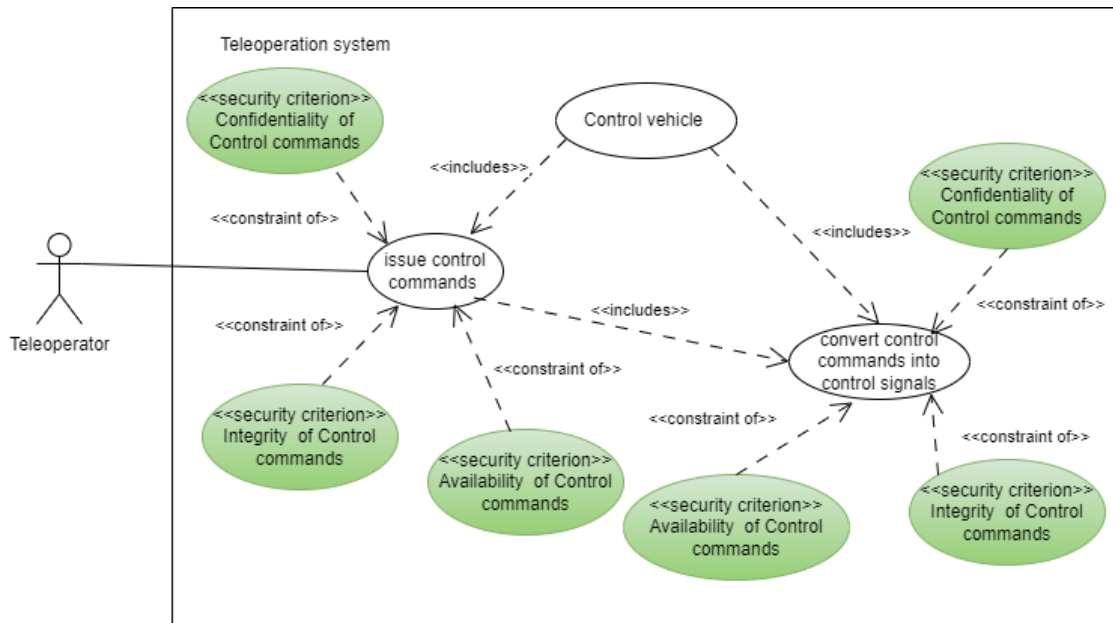 Teleoperation system
<<security criterion>>
Confidentiality of
Control commands
Control vehicle
<<includes>>
<<security criterion>>
Confidentiality of
Control commands
<<constraint of>>
<<includes>>
issue control
commands
<<includes>>
<<constraint of>>
<<constraint of>>
Teleoperator
convert control
commands into
control signals
<<constraint of>>
<<security criterion>>
Integrity of Control
commands
<<constraint of>>
<<constraint of>>
<<security criterion>>
Availability of Control
commands
<<security criterion>>
Availability of Control
commands
<<security criterion>>
Integrity of Control
commands